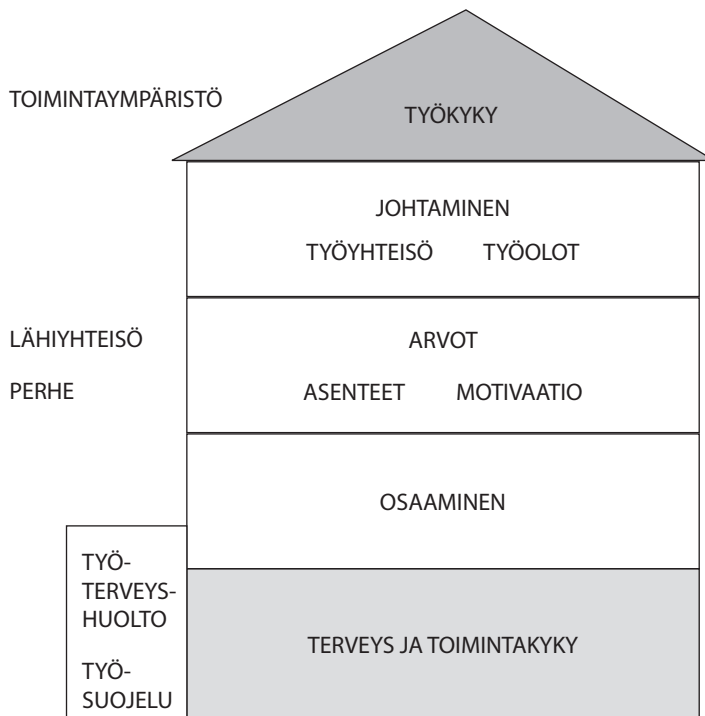 TOIMINTAYMPÄRISTÖ
TYÖKYKY
JOHTAMINEN
TYÖYHTEISÖ TYÖOLOT
LÄHIYHTEISÖ
ARVOT
PERHE
ASENTEET MOTIVAATIO
OSAAMINEN
TYÖ-
TERVEYS-
HUOLTO
TYÖ-
SUOJELU
TERVEYS JA TOIMINTAKYKY